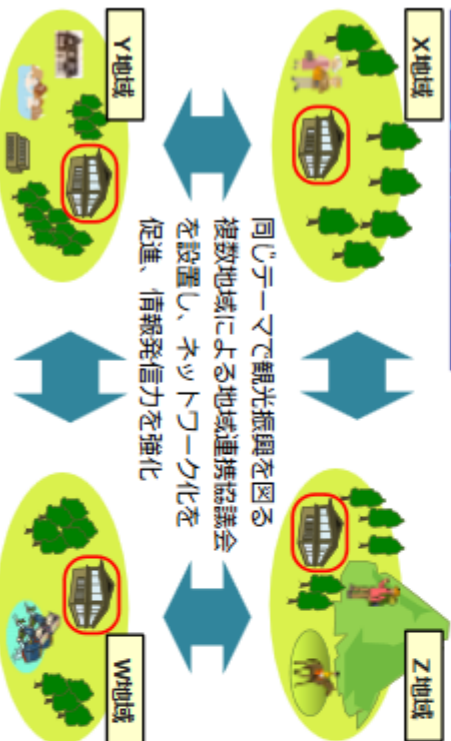 X地域
Z地域
同じテーマで観光振興を図る
複数地域による地域連携協議会
を設置し、ネットワーク化を
促進、情報発信力を強化
Y地域
W地域